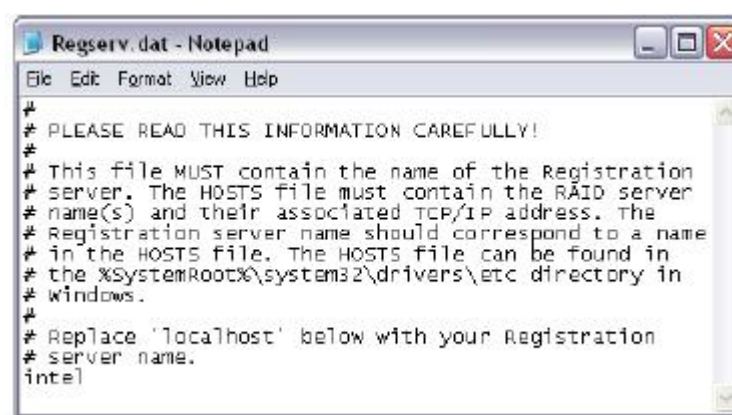 Regserv.dat - Notepad
File Edit Format View Help
#
# PLEASE READ THIS INFORMATION CAREFULLY!
#
# This file MUST contain the name of the Registration
# server. The HOSTS file must contain the RAID server
# name(s) and their associated TCP/IP address. The
# Registration server name should correspond to a name
# in the HOSTS file. The HOSTS file can be found in
# the %SystemRoot%\system32\drivers\etc directory in
# Windows.
#
# Replace 'localhost' below with your Registration
# server name.
intel